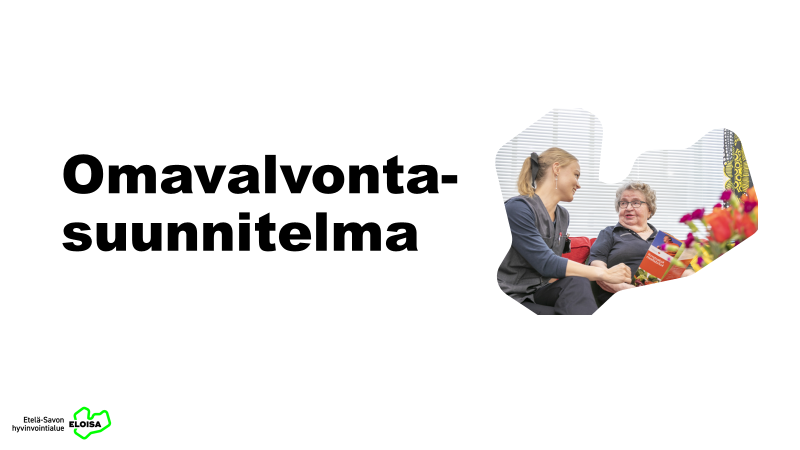 Omavalvonta-
suunnitelma
Etelä-Savon
hyvinvointialue
ELOISA